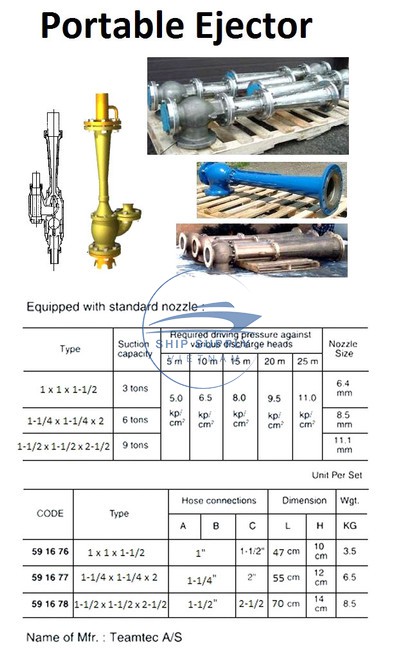 Portable Ejector
Equipped with standard nozzle :
Type Suction capacity Required driving pressure against various discharge heads Nozzle Size
5 m 10 m 15 m 20 m 25 m
1 x 1 x 1-1/2 3 tons 5.0 kp/cm² 6.5 kp/cm² 8.0 kp/cm² 9.5 kp/cm² 11.0 kp/cm² 6.4 mm
1-1/4 x 1-1/4 x 2 6 tons 8.5 mm
1-1/2 x 1-1/2 x 2-1/2 9 tons 11.1 mm
SHIP SUPPLY
VIETNAM
Unit Per Set
CODE Type Hose connections Dimension Wgt.
A B C L H KG
59 16 76 1 x 1 x 1-1/2 1" 1-1/2" 47 cm 10 cm 3.5
59 16 77 1-1/4 x 1-1/4 x 2 1-1/4" 2" 55 cm 12 cm 6.5
59 16 78 1-1/2 x 1-1/2 x 2-1/2 1-1/2" 2-1/2 70 cm 14 cm 8.5
Name of Mfr. : Teamtec A/S